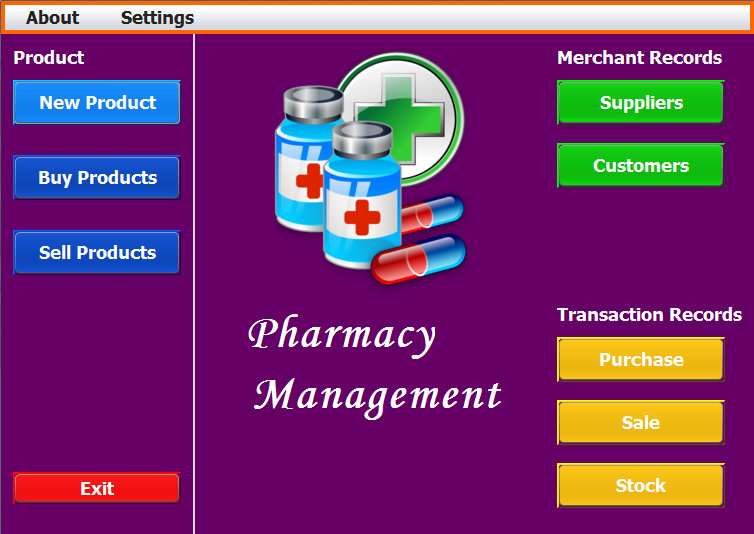 About
Settings
Product
New Product
Buy Products
Sell Products
Exit
Pharmacy
Management
Merchant Records
Suppliers
Customers
Transaction Records
Purchase
Sale
Stock